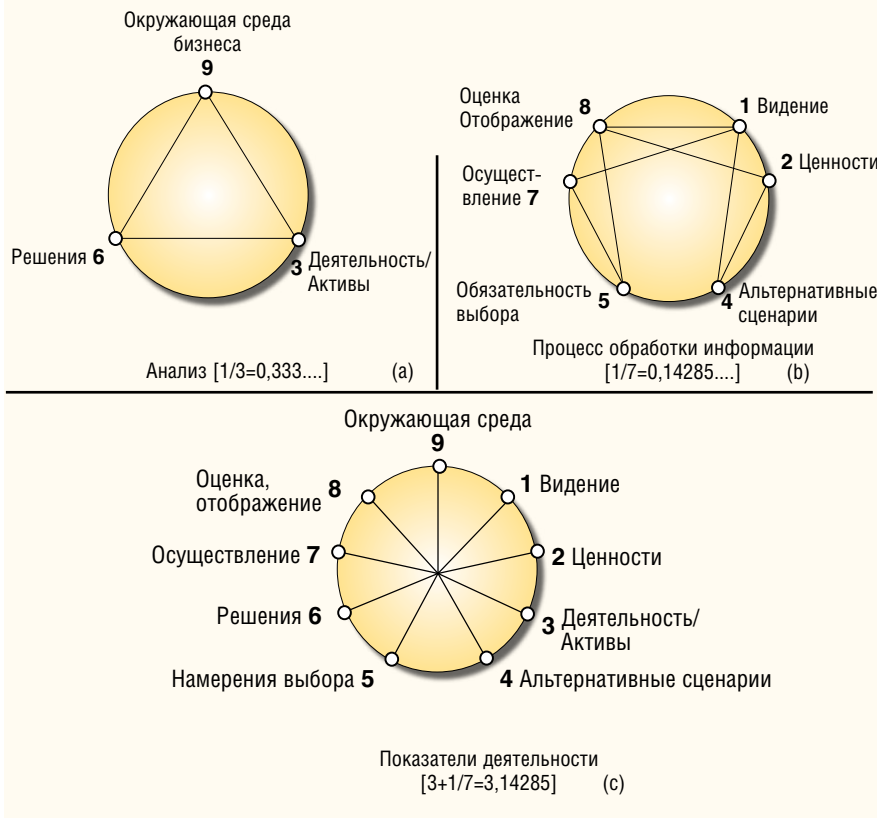 Окружающая среда
бизнеса
9
Решения 6
3 Деятельность/
Активы
Анализ [1/3=0,333....] (a)
Оценка
Отображение 8
1 Видение
2 Ценности
Осущест-
вление 7
Обязательность
выбора 5
4 Альтернативные
сценарии
Процесс обработки информации
[1/7=0,14285....] (b)
Окружающая среда
9
Оценка,
отображение 8
1 Видение
Осуществление 7
2 Ценности
Решения 6
3 Деятельность/
Активы
Намерения выбора 5
4 Альтернативные сценарии
Показатели деятельности
[3+1/7=3,14285] (c)